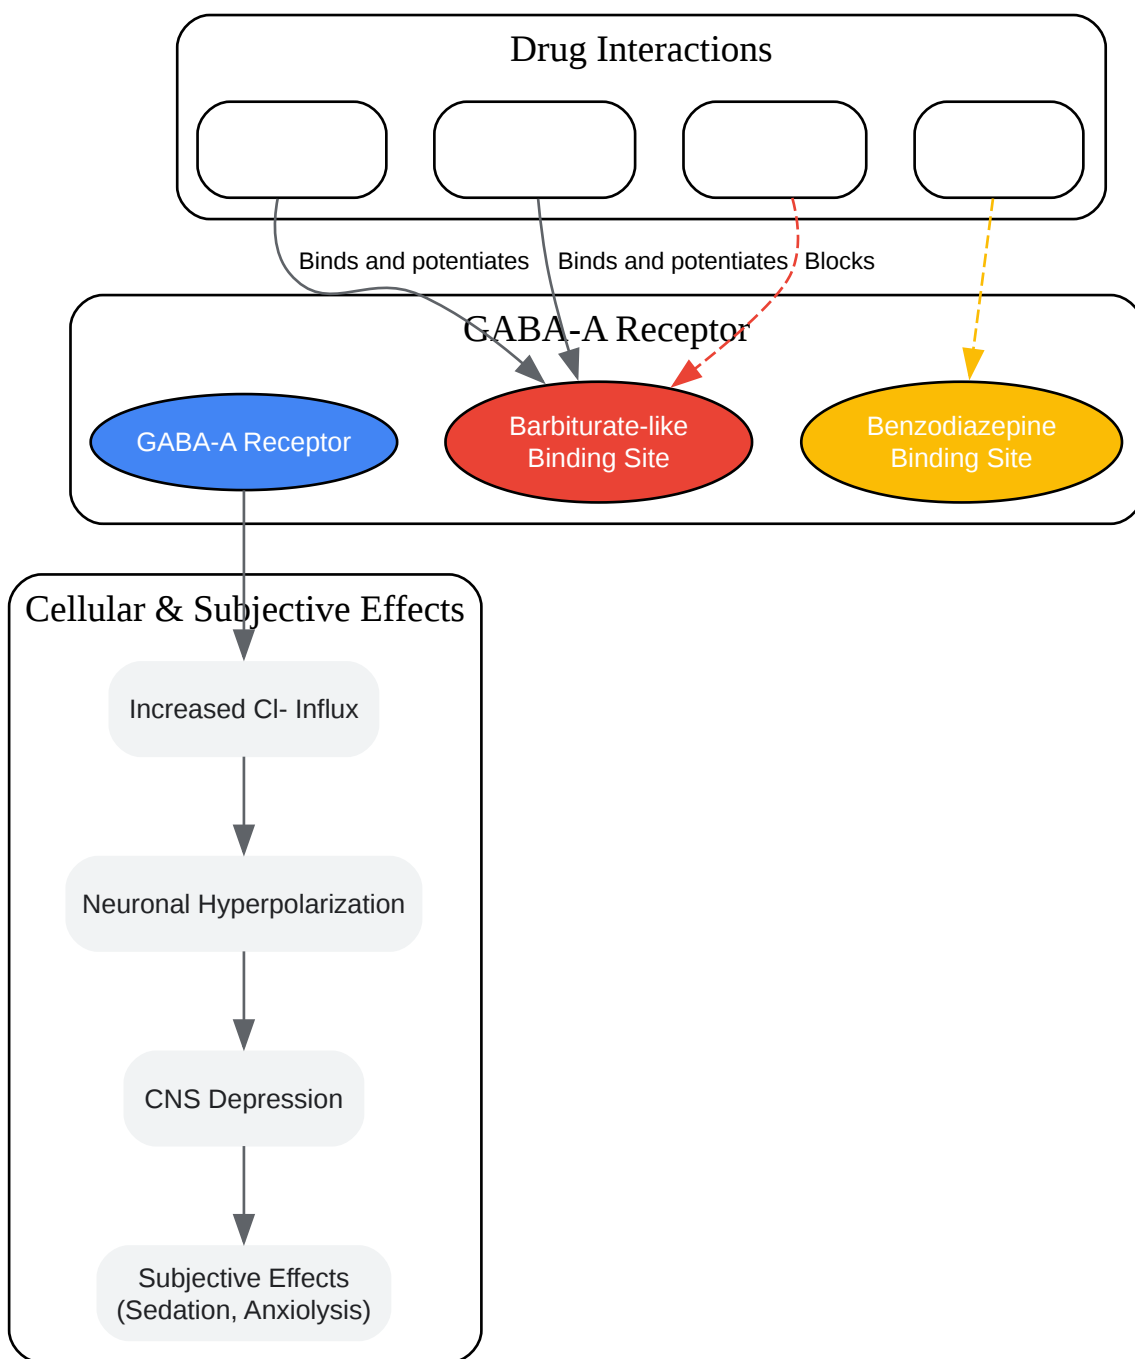 Drug Interactions
Binds and potentiates
Binds and potentiates
Blocks
GABA-A Receptor
GABA-A Receptor
Barbiturate-like
Binding Site
Benzodiazepine
Binding Site
Cellular & Subjective Effects
Increased Cl- Influx
Neuronal Hyperpolarization
CNS Depression
Subjective Effects
(Sedation, Anxiolysis)